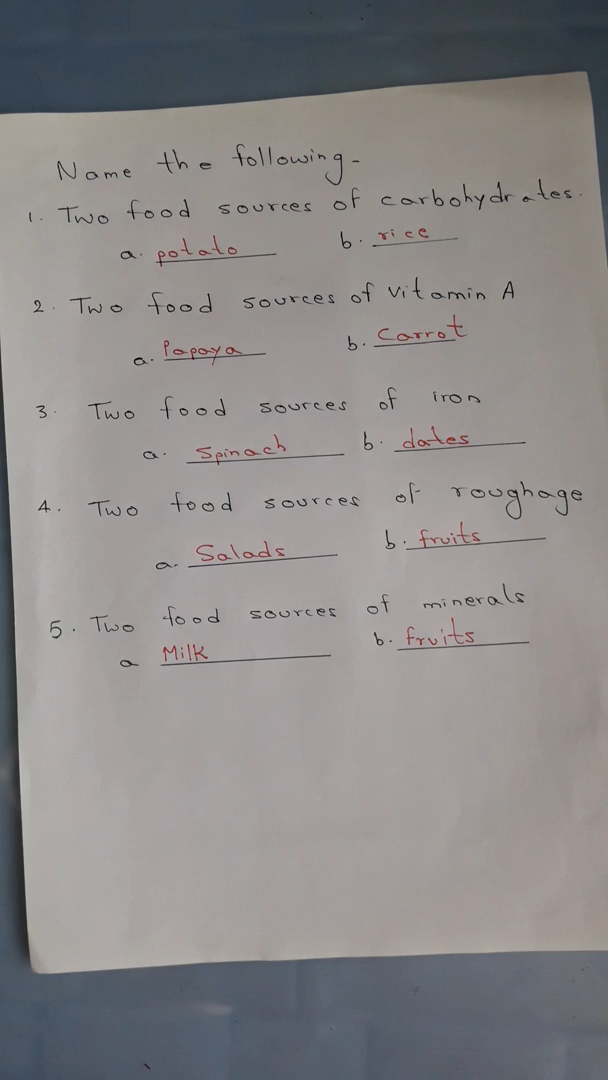 Name the following-
1. Two food sources of carbohydrates.
a. potato b. rice
2. Two food sources of vitamin A
a. Papaya b. Carrot
3. Two food sources of iron
a. Spinach b. dates
4. Two food sources of roughage
a. Salads b. fruits
5. Two food sources of minerals
a Milk b. fruits